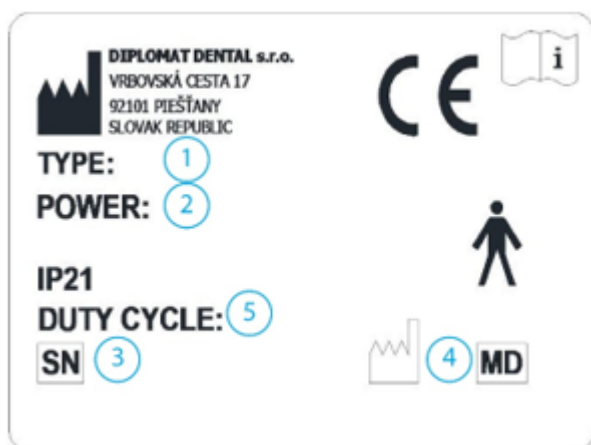 DIPLOMAT DENTAL s.r.o.
VRBOVSKÁ CESTA 17
92101 PIEŠŤANY
SLOVAK REPUBLIC
CE
i
TYPE: 1
POWER: 2
IP21
DUTY CYCLE: 5
SN 3
4 MD